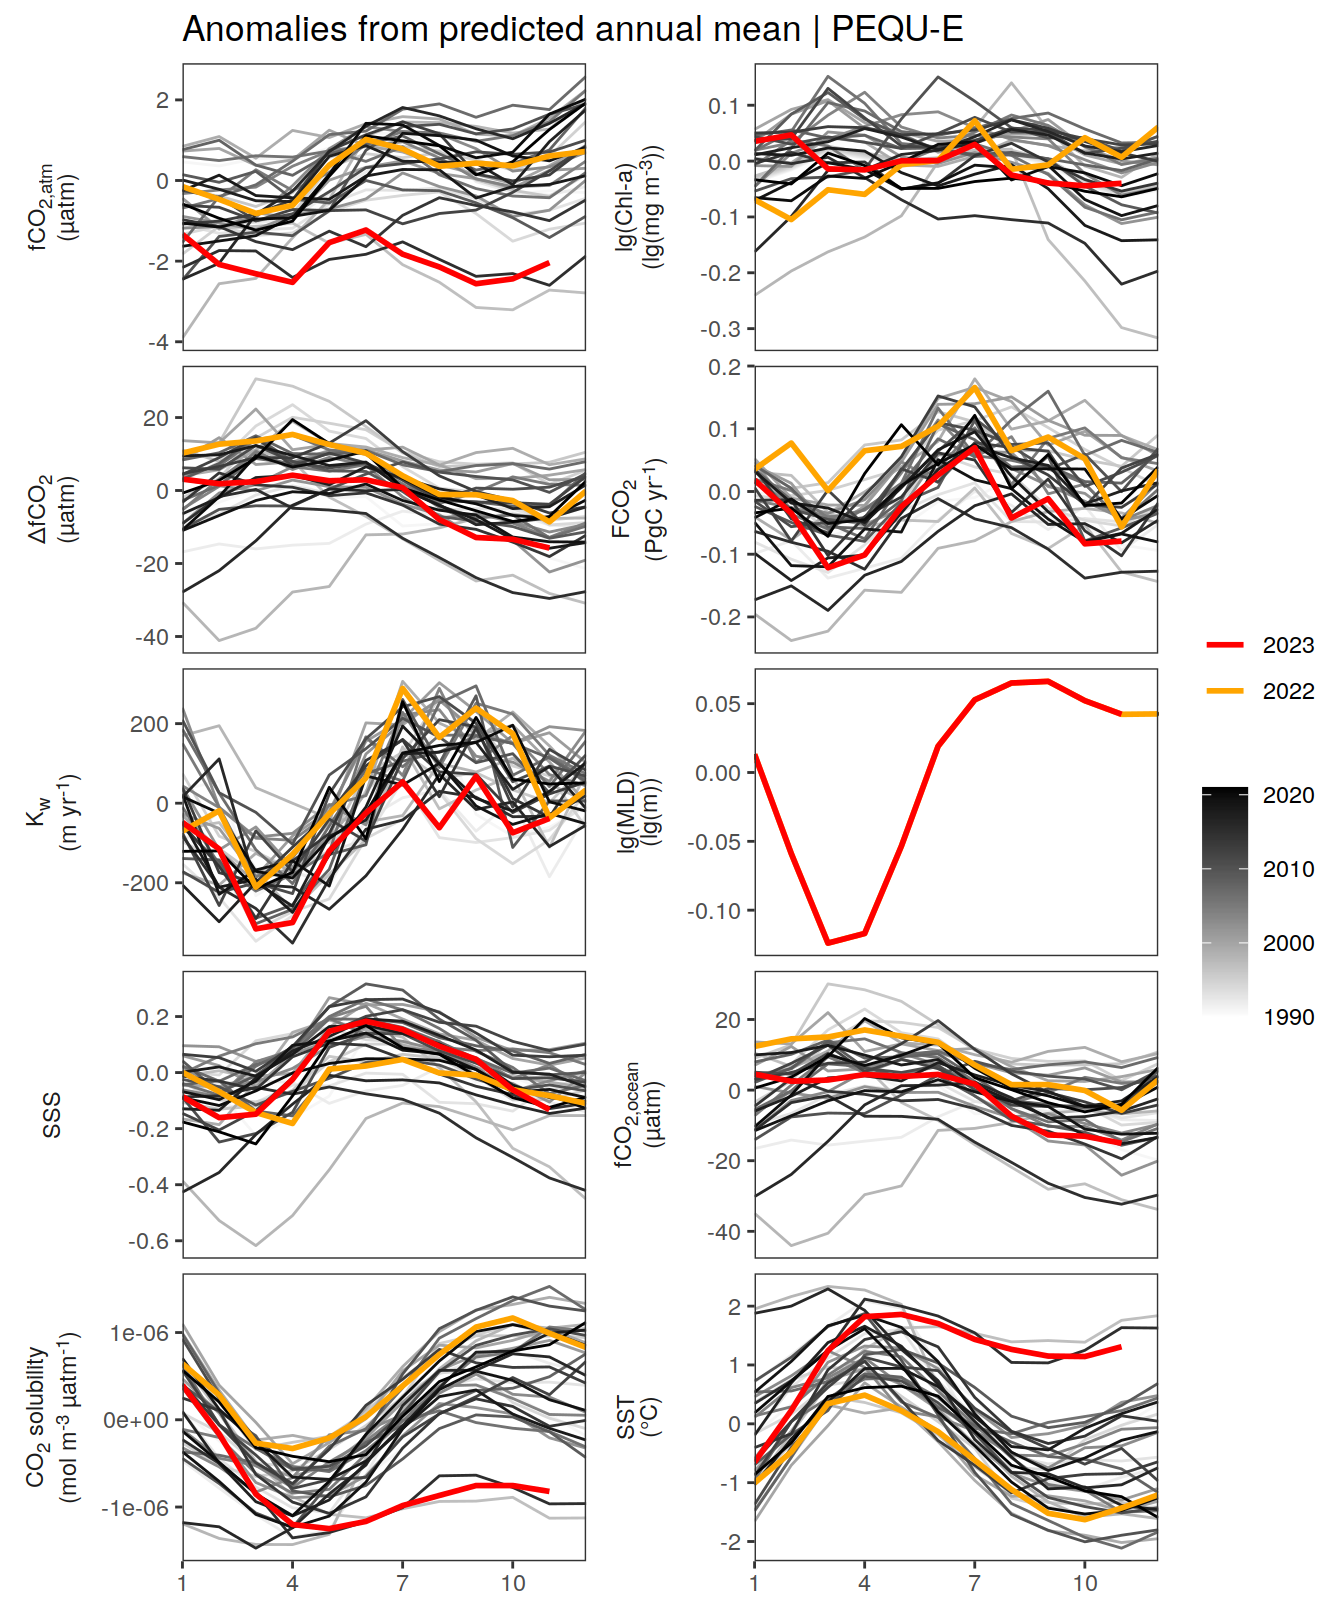 Anomalies from predicted annual mean | PEQU-E
fCO2,atm
(µatm)
2
0
-2
-4
lg(Chl-a)
(lg(mg m-3))
0.1
0.0
-0.1
-0.2
-0.3
ΔfCO2
(µatm)
20
0
-20
-40
FCO2
(PgC yr-1)
0.2
0.1
0.0
-0.1
-0.2
Kw
(m yr-1)
200
0
-200
lg(MLD)
(lg(m))
0.05
0.00
-0.05
-0.10
SSS
0.2
0.0
-0.2
-0.4
-0.6
fCO2,ocean
(µatm)
20
0
-20
-40
CO2 solubility
(mol m-3 µatm-1)
1e-06
0e+00
-1e-06
1
4
7
10
SST
(°C)
2
1
0
-1
-2
1
4
7
10
2023
2022
2020
2010
2000
1990